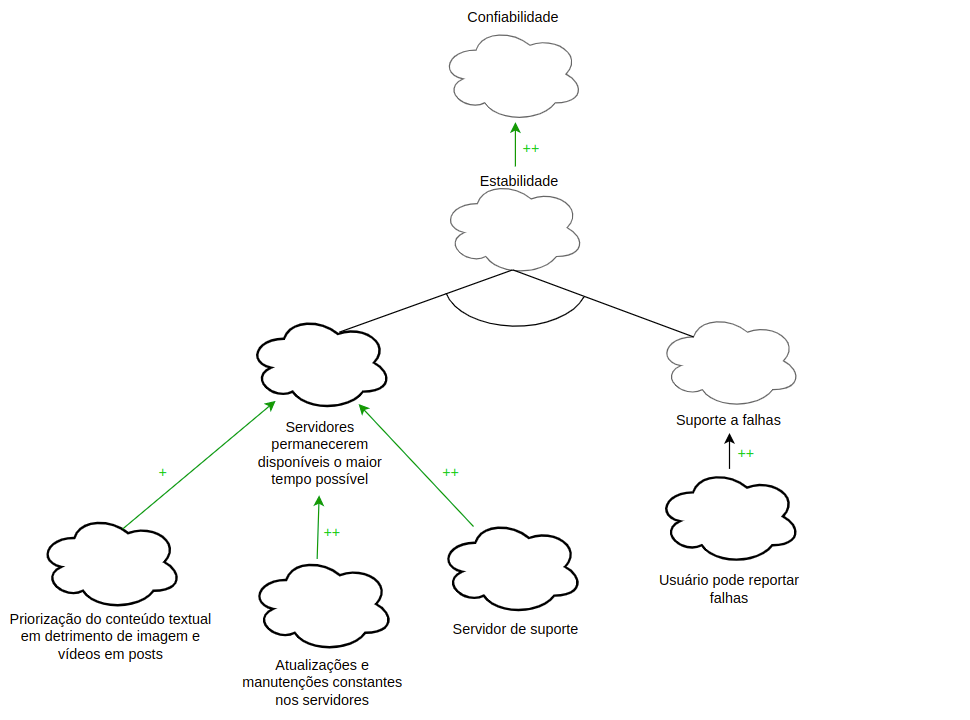 Confiabilidade
++
Estabilidade
Servidores
permanecerem
disponíveis o maior
tempo possível
Suporte a falhas
+
++
++
++
Priorização do conteúdo textual
em detrimento de imagem e
vídeos em posts
Atualizações e
manutenções constantes
nos servidores
Servidor de suporte
Usuário pode reportar
falhas